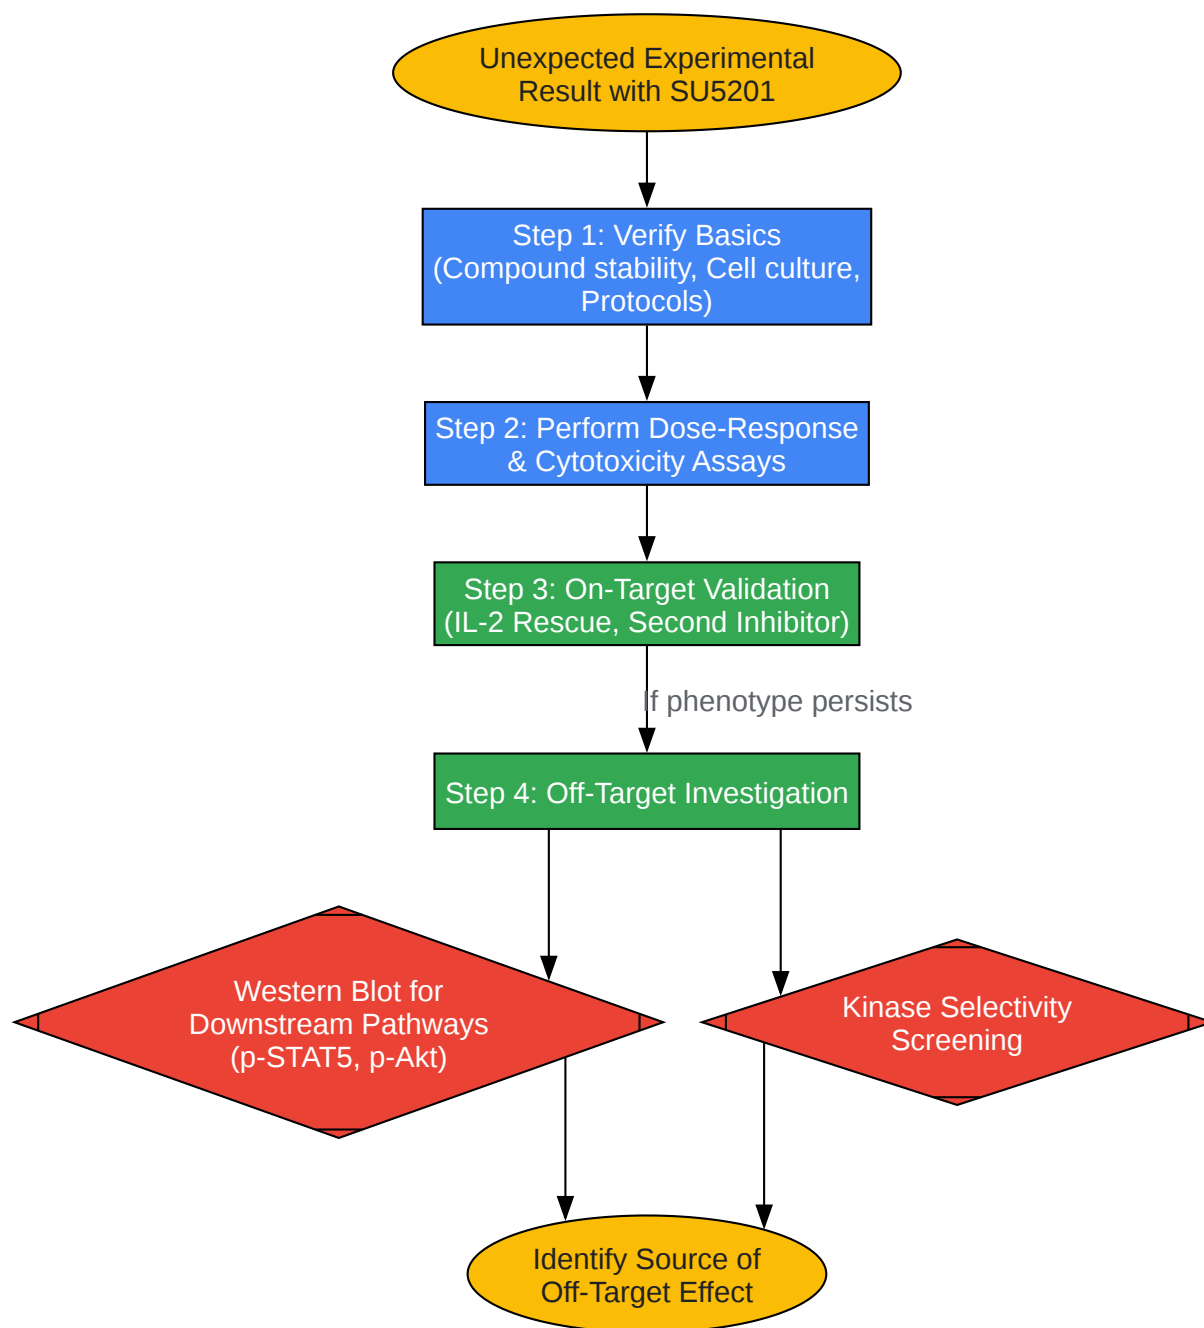 Unexpected Experimental
Result with SU5201
Step 1: Verify Basics
(Compound stability, Cell culture,
Protocols)
Step 2: Perform Dose-Response
& Cytotoxicity Assays
Step 3: On-Target Validation
(IL-2 Rescue, Second Inhibitor)
If phenotype persists
Step 4: Off-Target Investigation
Western Blot for
Downstream Pathways
(p-STAT5, p-Akt)
Kinase Selectivity
Screening
Identify Source of
Off-Target Effect